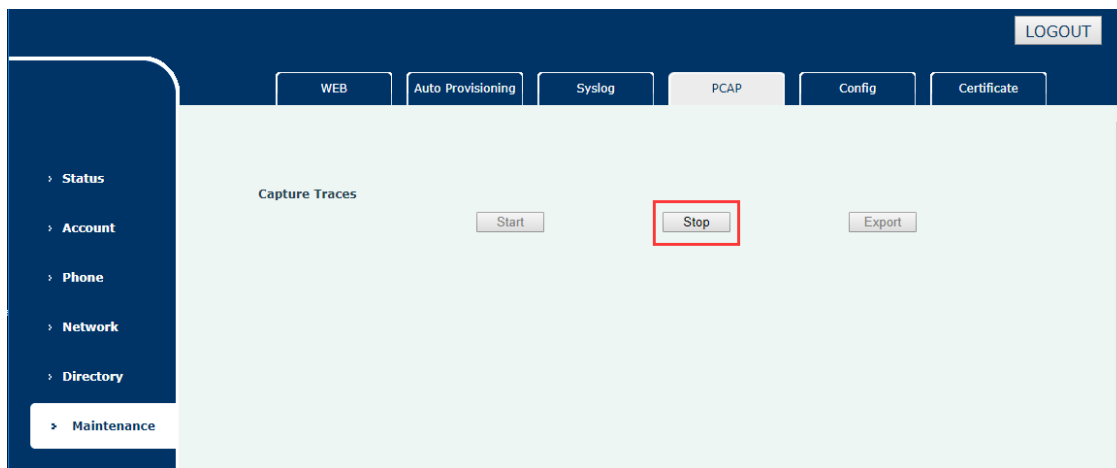 LOGOUT
WEB Auto Provisioning Syslog PCAP Config Certificate
Status
Capture Traces
Start Stop Export
Account
Phone
Network
Directory
Maintenance